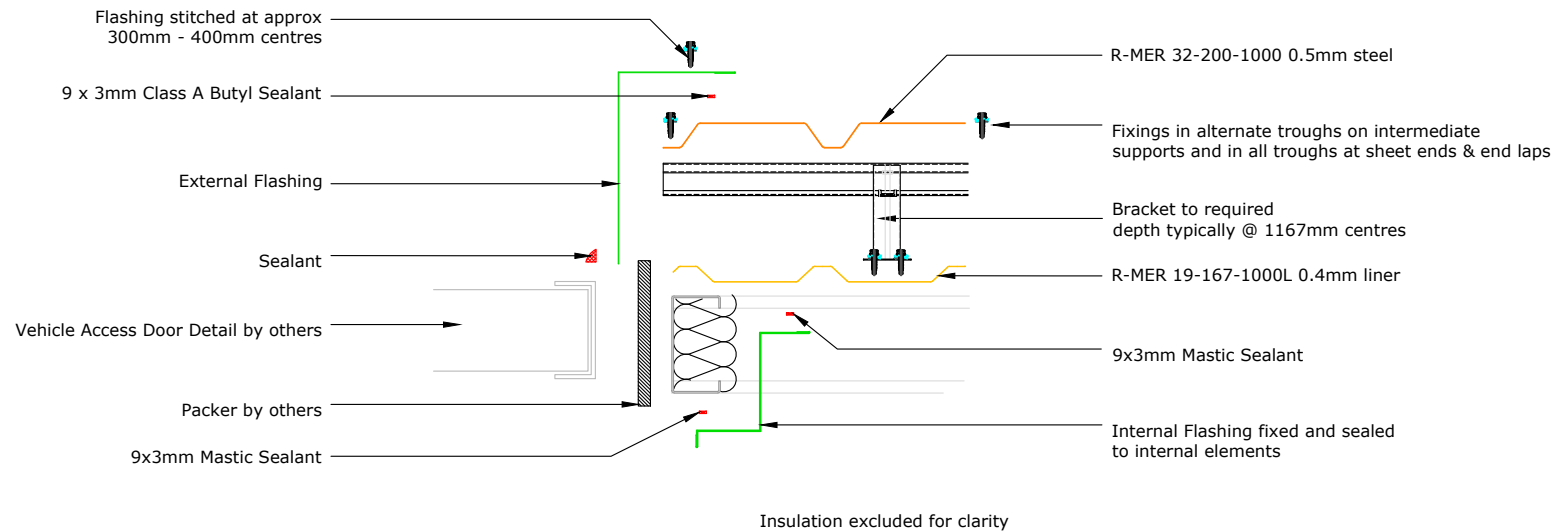 Flashing stitched at approx
300mm - 400mm centres
9 x 3mm Class A Butyl Sealant
External Flashing
Sealant
Vehicle Access Door Detail by others
Packer by others
9x3mm Mastic Sealant
R-MER 32-200-1000 0.5mm steel
Fixings in alternate troughs on intermediate
supports and in all troughs at sheet ends & end laps
Bracket to required
depth typically @ 1167mm centres
R-MER 19-167-1000L 0.4mm liner
9x3mm Mastic Sealant
Internal Flashing fixed and sealed
to internal elements
Insulation excluded for clarity